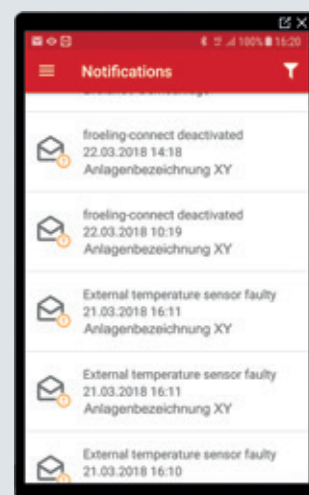 100% 16:20
Notifications
froeling-connect deactivated
22.03.2018 14:18
Anlagenbezeichnung XY
froeling-connect deactivated
22.03.2018 10:19
Anlagenbezeichnung XY
External temperature sensor faulty
21.03.2018 16:11
Anlagenbezeichnung XY
External temperature sensor faulty
21.03.2018 16:11
Anlagenbezeichnung XY
External temperature sensor faulty
21.03.2018 16:10